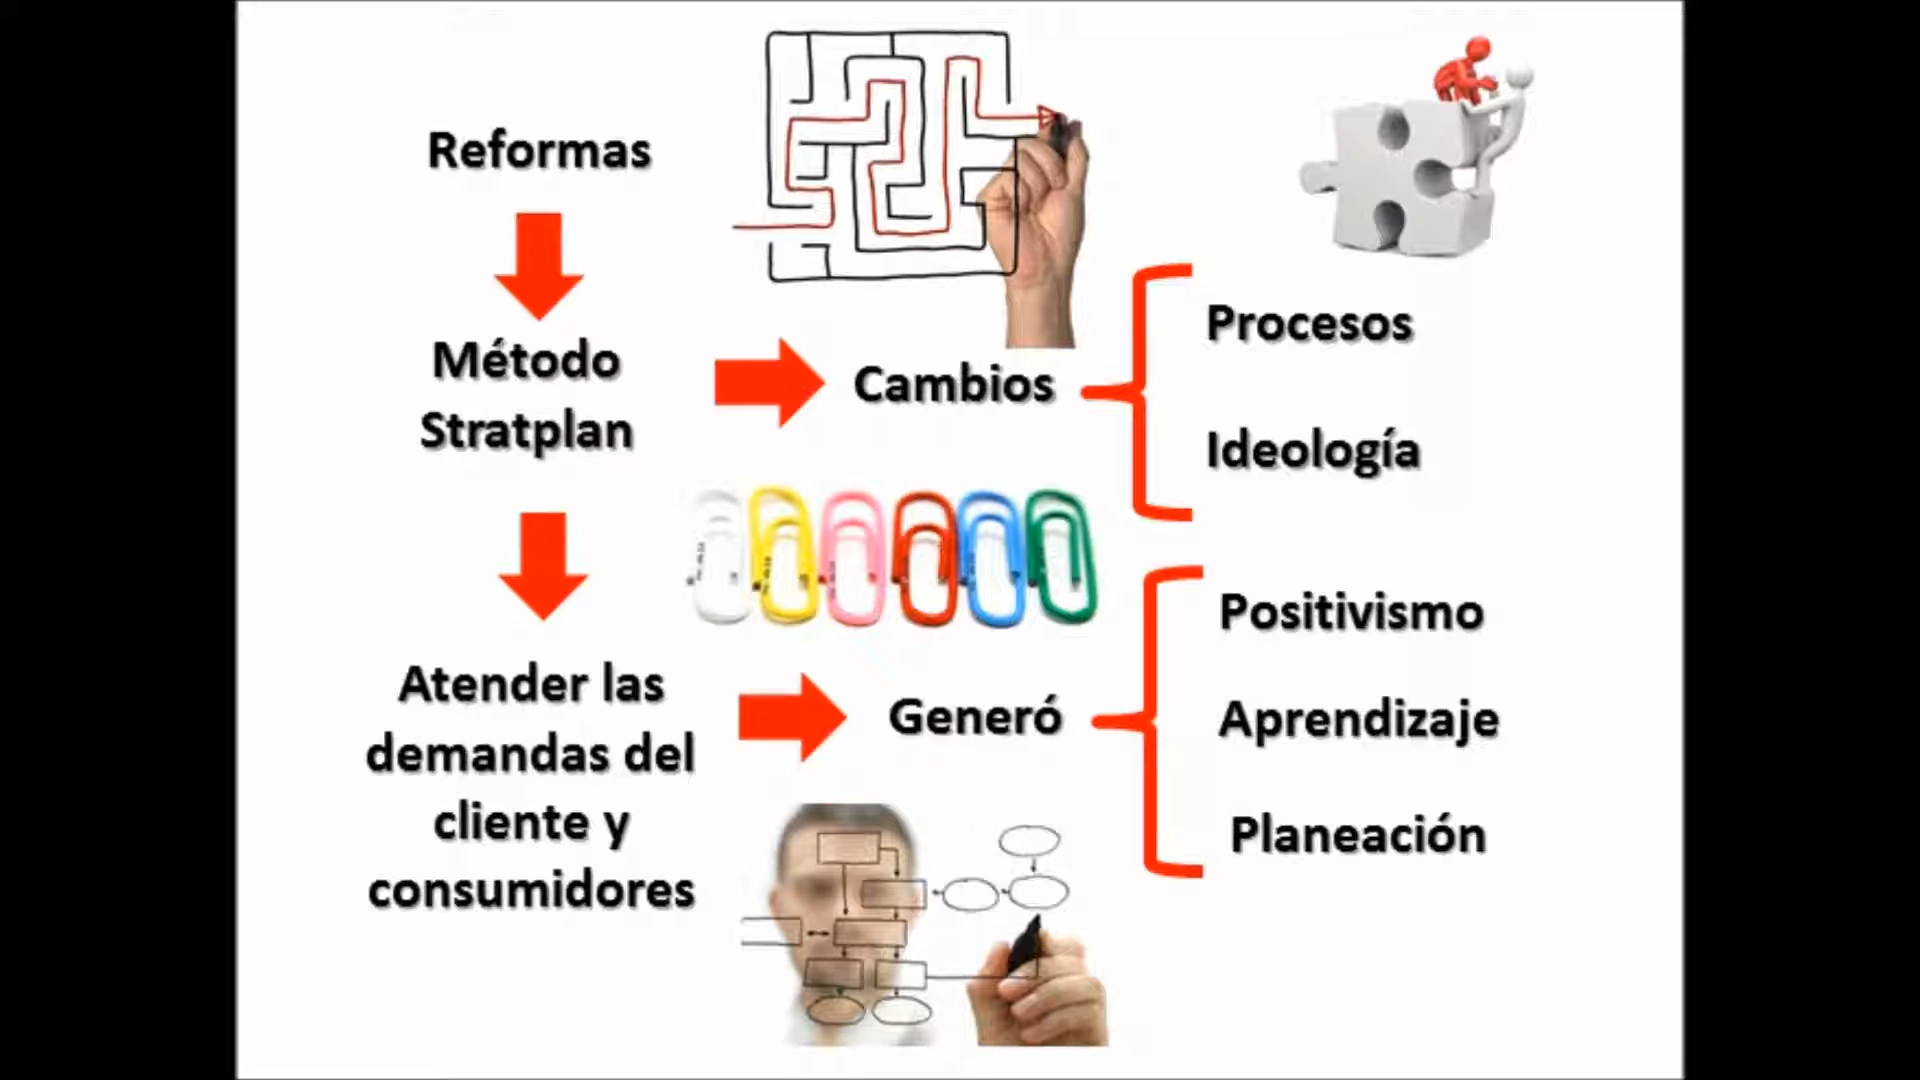 Reformas
Método
Stratplan
Cambios
Procesos
Ideología
Atender las
demandas del
cliente y
consumidores
Generó
Positivismo
Aprendizaje
Planeación